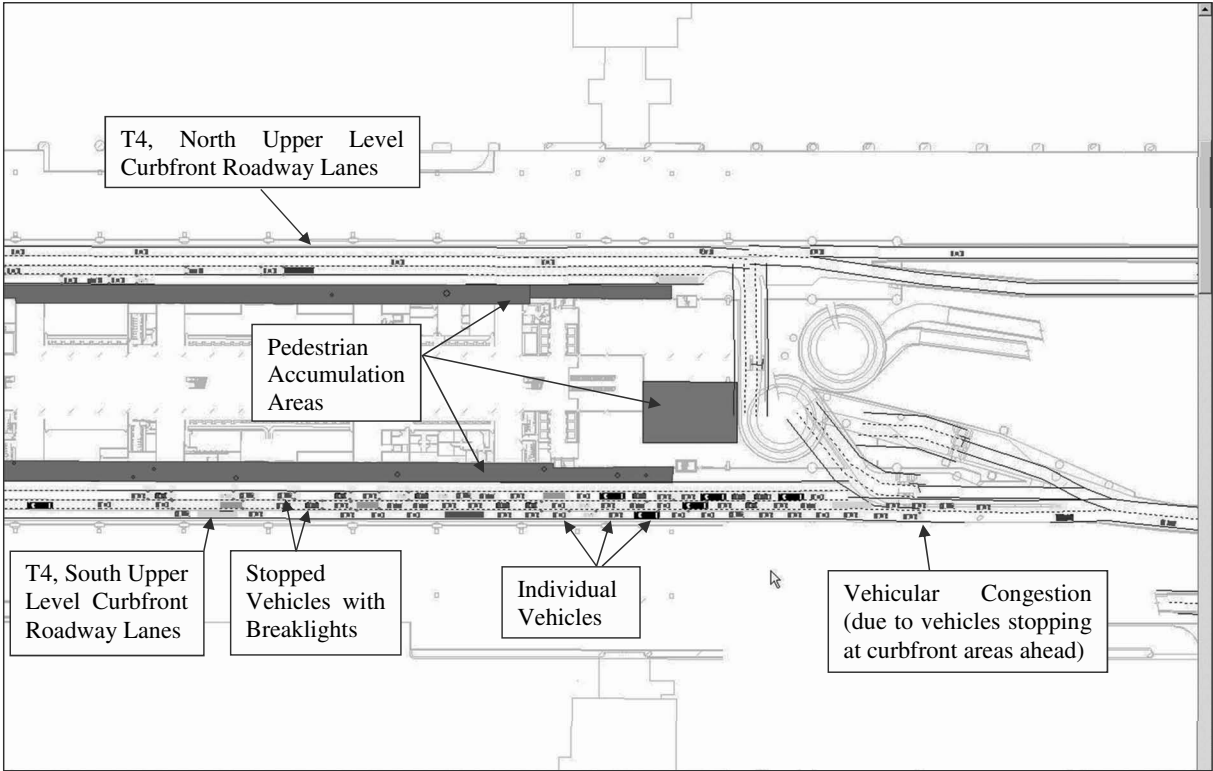 T4, North Upper Level
Curbfront Roadway Lanes
Pedestrian
Accumulation
Areas
T4, South Upper
Level Curbfront
Roadway Lanes
Stopped
Vehicles with
Breaklights
Individual
Vehicles
Vehicular Congestion
(due to vehicles stopping
at curbfront areas ahead)